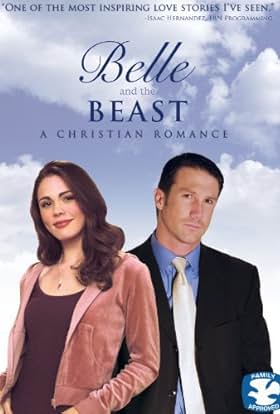 "One of the most inspiring love stories I've seen."
-Isaac Hernandez, HIN Programming
Belle
and the
BEAST
A CHRISTIAN ROMANCE
FAMILY
APPROVED